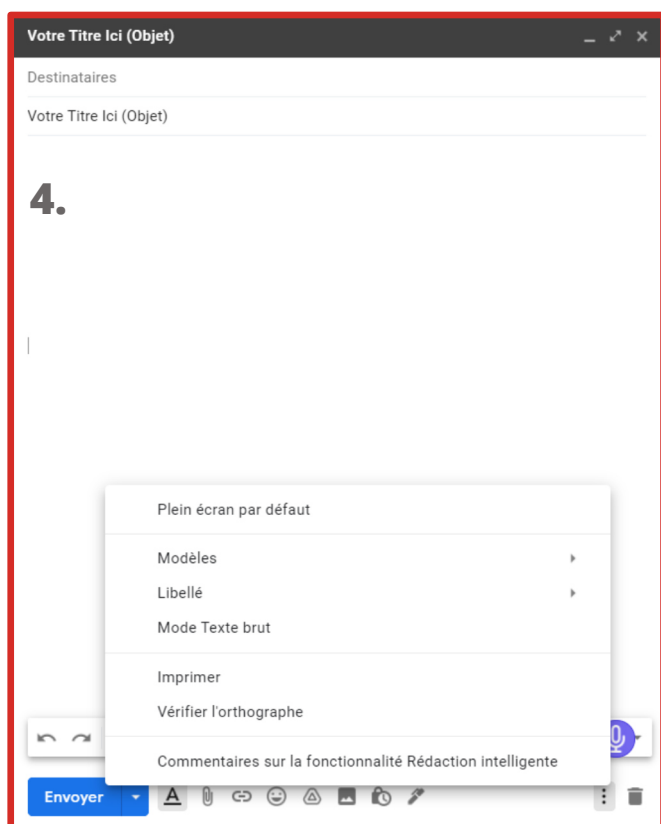 Votre Titre Ici (Objet)
Destinataires
Votre Titre Ici (Objet)
4.
Plein écran par défaut
Modèles
Libellé
Mode Texte brut
Imprimer
Vérifier l'orthographe
Commentaires sur la fonctionnalité Rédaction intelligente
Envoyer